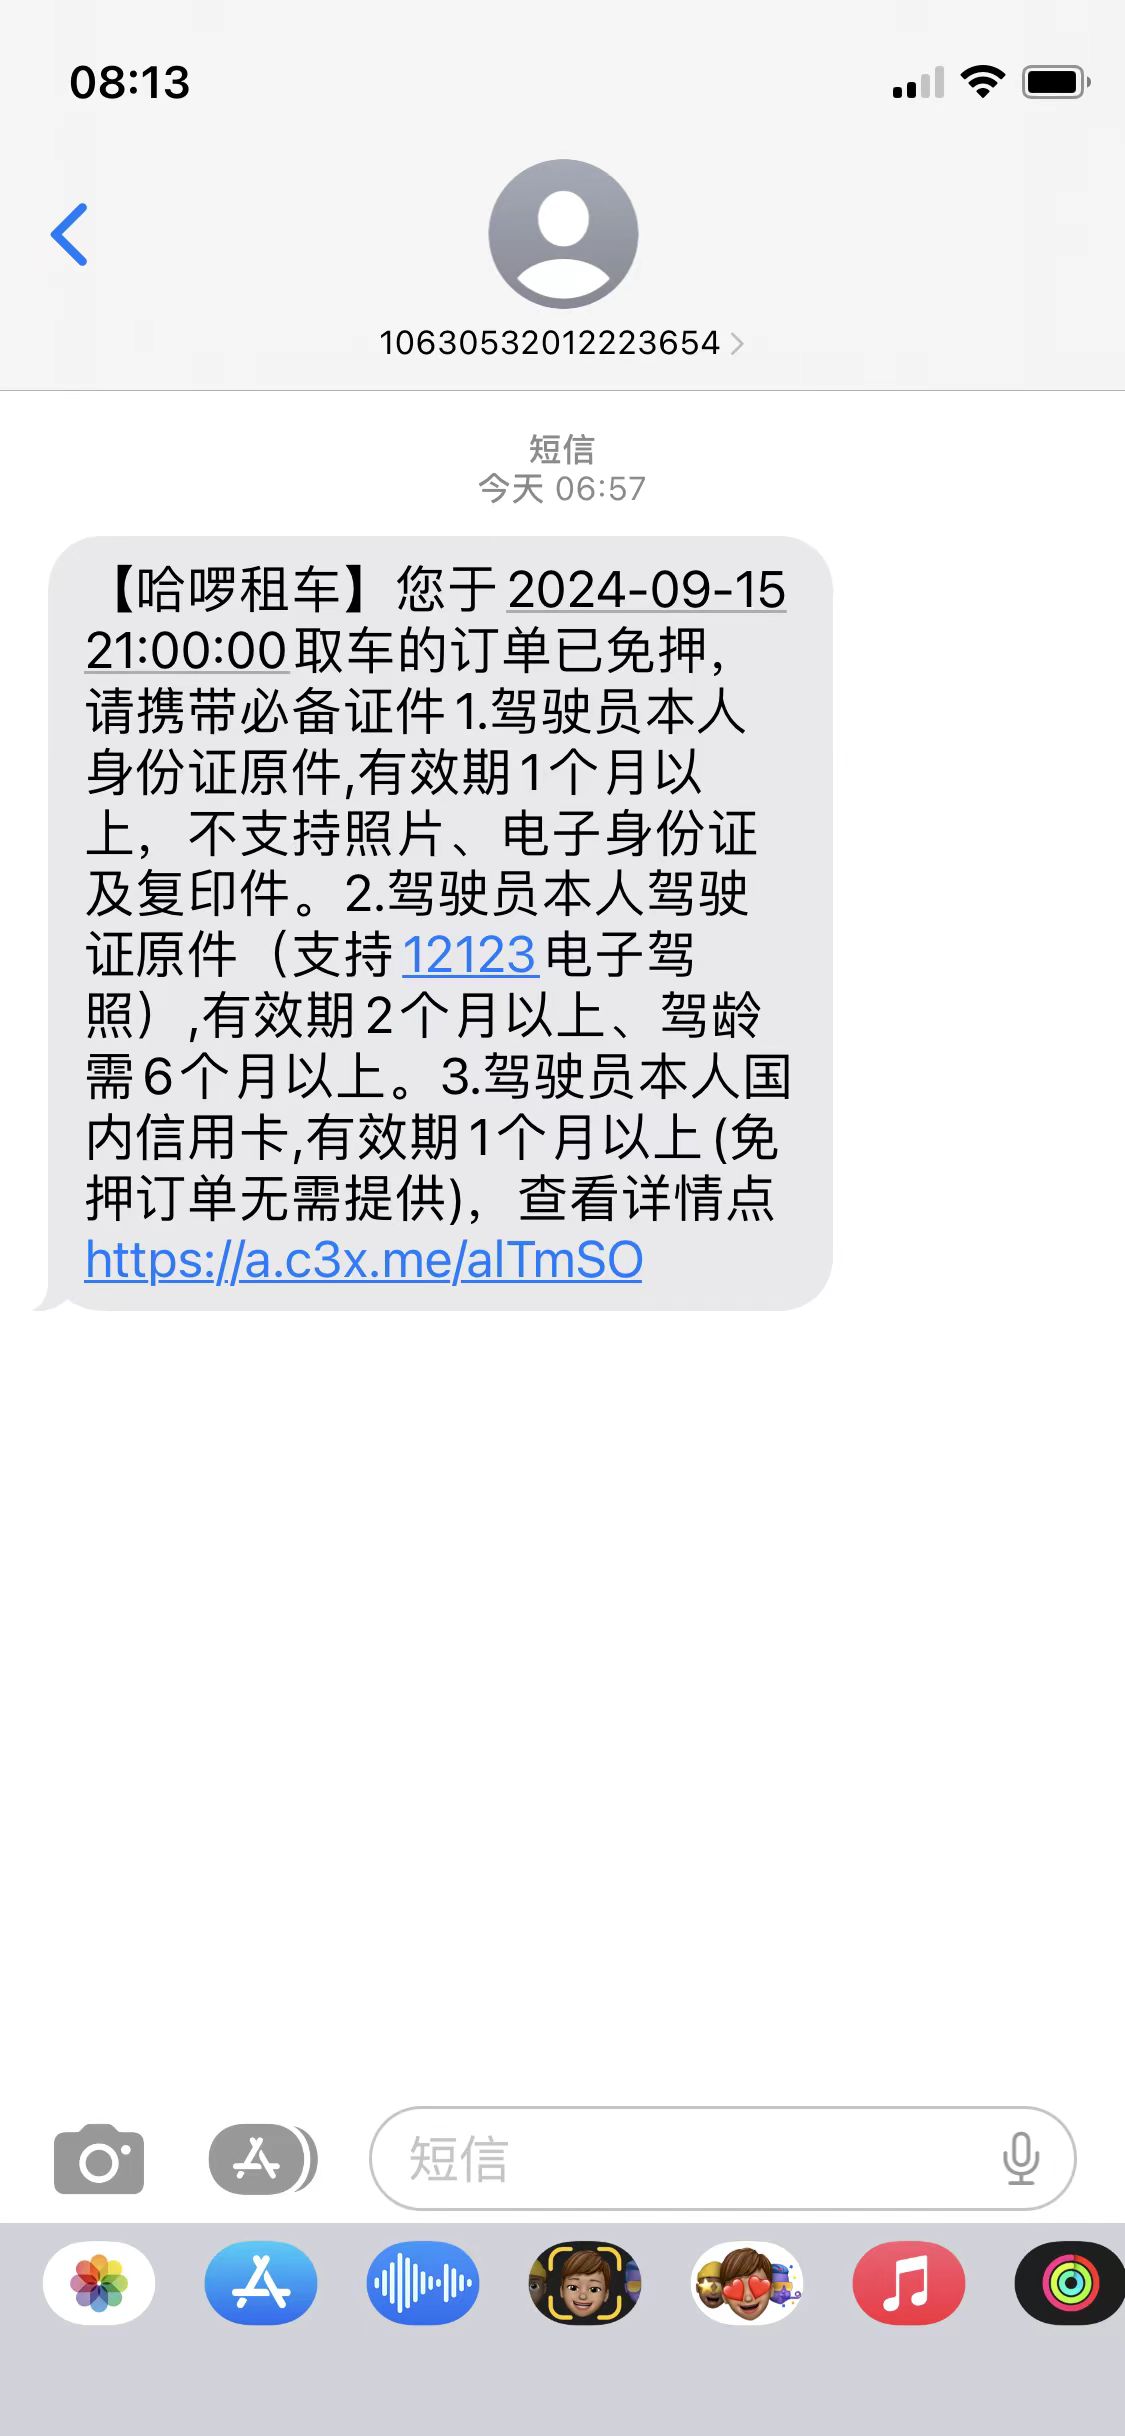 08:13
10630532012223654
短信
今天 06:57
【哈啰租车】您于2024-09-15
21:00:00取车的订单已免押，
请携带必备证件1.驾驶员本人
身份证原件,有效期1个月以
上，不支持照片、电子身份证
及复印件。2.驾驶员本人驾驶
证原件（支持12123电子驾
照）,有效期2个月以上、驾龄
需6个月以上。3.驾驶员本人国
内信用卡,有效期1个月以上(免
押订单无需提供)，查看详情点
https://a.c3x.me/alTmSO
短信